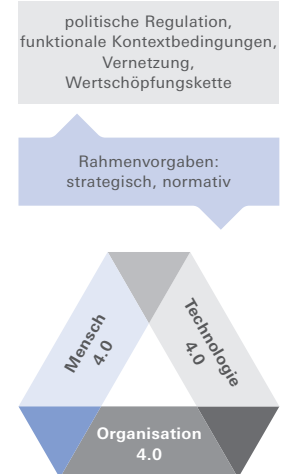 politische Regulation,
funktionale Kontextbedingungen,
Vernetzung,
Wertschöpfungskette
Rahmenvorgaben:
strategisch, normativ
Mensch
4.0
Technologie
4.0
Organisation
4.0